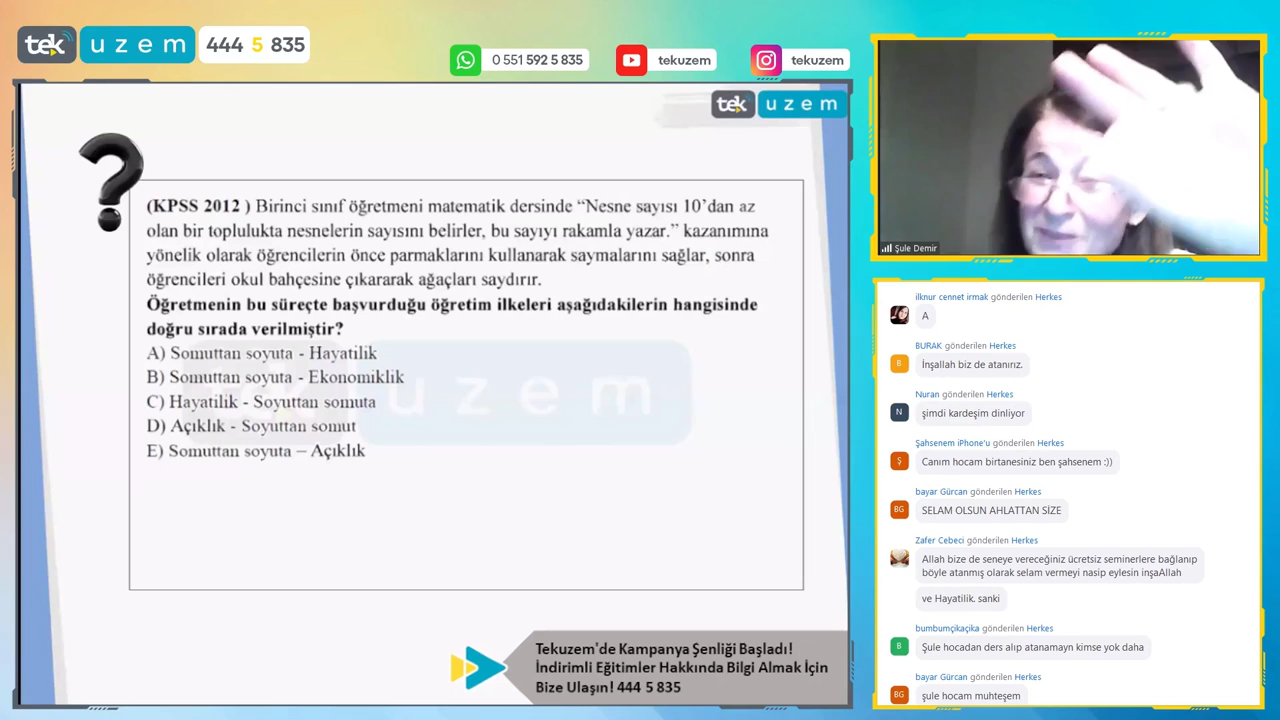 tek uzem 444 5 835
0 551 592 5 835
tekuzem
tekuzem
tek uzem
(KPSS 2012 ) Birinci sınıf öğretmeni matematik dersinde “Nesne sayısı 10’dan az
olan bir toplulukta nesnelerin sayısını belirler, bu sayıyı rakamla yazar.” kazanımına
yönelik olarak öğrencilerin önce parmaklarını kullanarak saymalarını sağlar, sonra
öğrencileri okul bahçesine çıkararak ağaçları saydırır.
Öğretmenin bu süreçte başvurduğu öğretim ilkeleri aşağıdakilerin hangisinde
doğru sırada verilmiştir?
A) Somuttan soyuta - Hayatilik
B) Somuttan soyuta - Ekonomiklik
C) Hayatilik - Soyuttan somuta
D) Açıklık - Soyuttan somut
E) Somuttan soyuta – Açıklık
uzem
Tekuzem'de Kampanya Şenliği Başladı!
İndirimli Eğitimler Hakkında Bilgi Almak İçin
Bize Ulaşın! 444 5 835
Şule Demir
ilknur cennet irmak gönderilen Herkes
A
BURAK gönderilen Herkes
B
İnşallah biz de atanırız.
Nuran gönderilen Herkes
N
şimdi kardeşim dinliyor
Şahsenem iPhone'u gönderilen Herkes
Ş
Canım hocam birtanesiniz ben şahsenem :))
bayar Gürcan gönderilen Herkes
BG
SELAM OLSUN AHLATTAN SİZE
Zafer Cebeci gönderilen Herkes
Allah bize de seneye vereceğiniz ücretsiz seminerlere bağlanıp
böyle atanmış olarak selam vermeyi nasip eylesin inşaAllah
ve Hayatilik. sanki
bumbumçikaçika gönderilen Herkes
B
Şule hocadan ders alıp atanamayn kimse yok daha
bayar Gürcan gönderilen Herkes
BG
şule hocam muhteşem